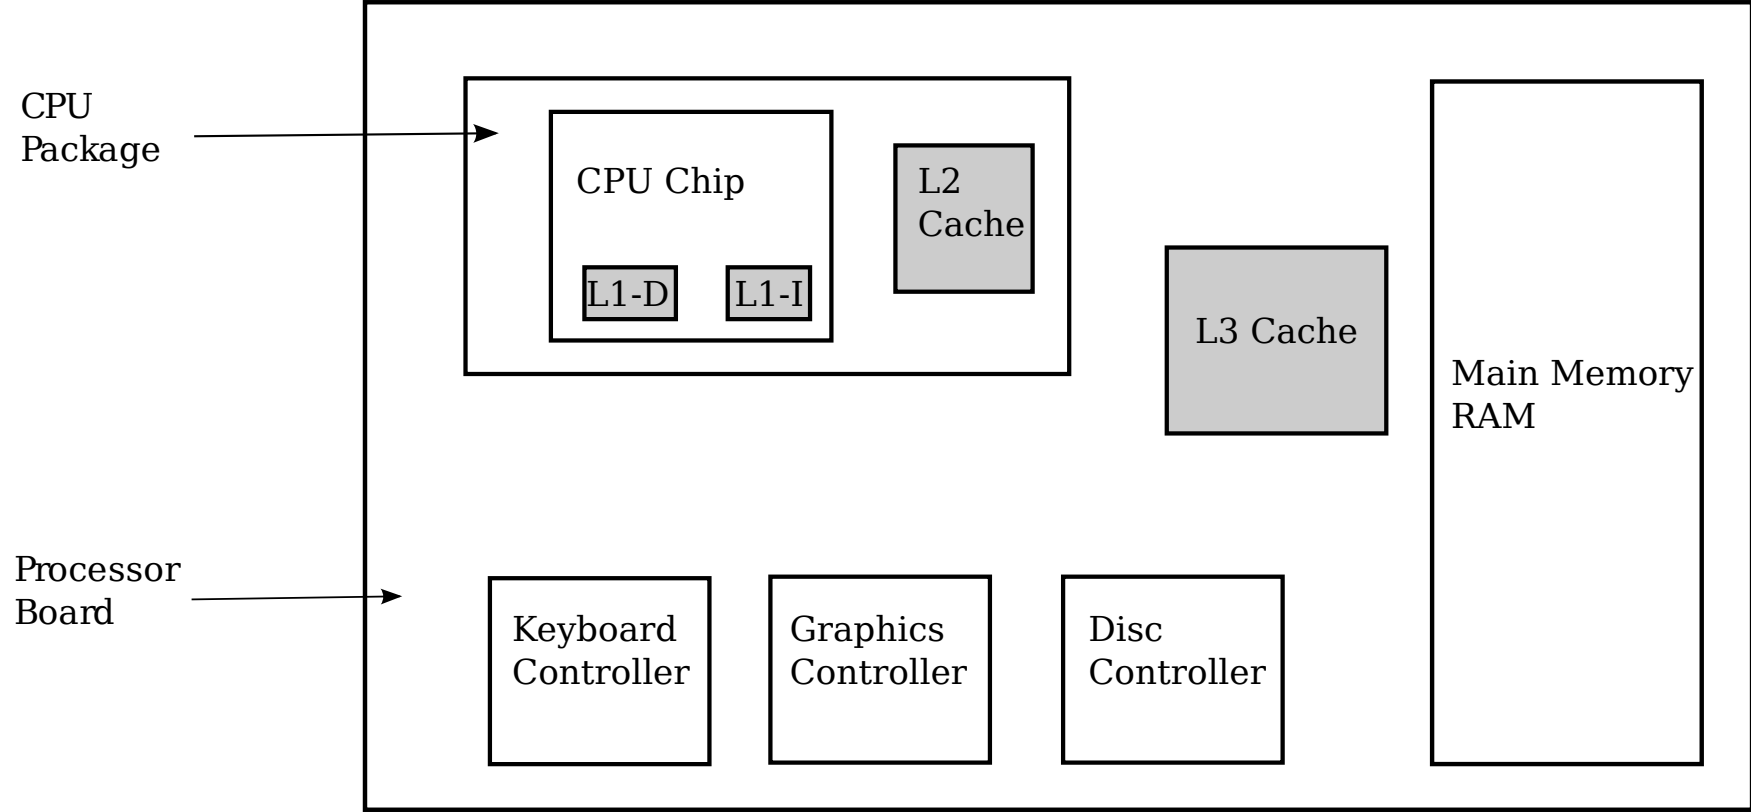 CPU
Package
CPU Chip
L1-D
L1-I
L2
Cache
L3 Cache
Main Memory
RAM
Processor
Board
Keyboard
Controller
Graphics
Controller
Disc
Controller